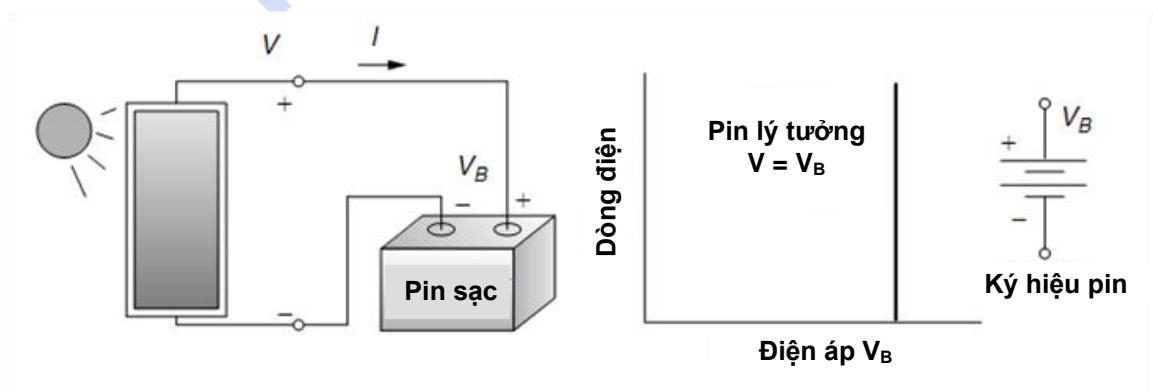 V
I
+
V_B
−
+
Pin sạc
−
Dòng điện
Pin lý tưởng
V = V_B
Điện áp V_B
V_B
+
−
Ký hiệu pin